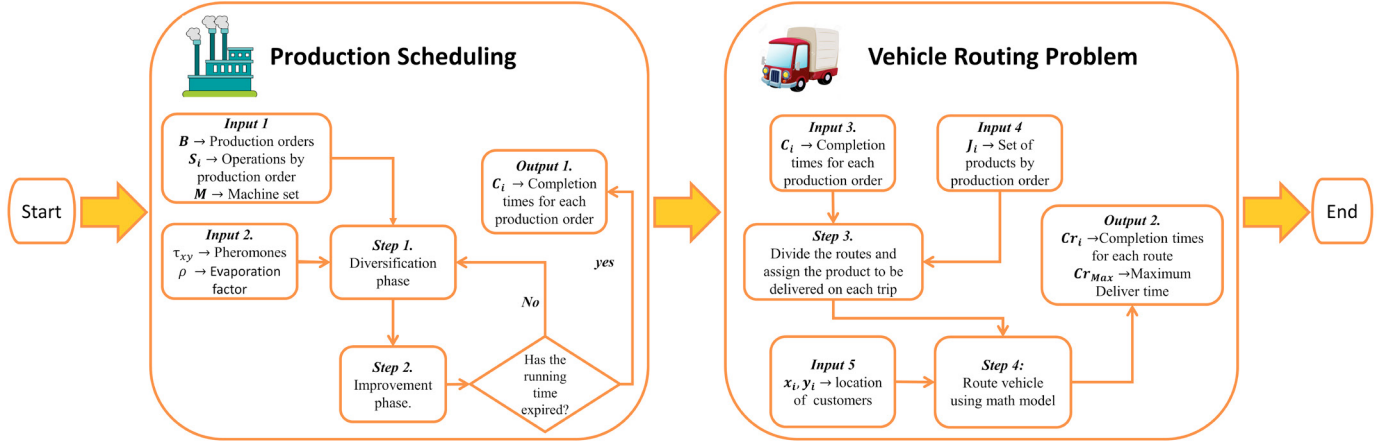 Production Scheduling
Vehicle Routing Problem
Start
Input 1
B → Production orders
Sᵢ → Operations by
production order
M → Machine set
Output 1.
Cᵢ → Completion
times for each
production order
Input 2.
τₓᵧ → Pheromones
ρ → Evaporation
factor
Step 1.
Diversification
phase
yes
No
Step 2.
Improvement
phase.
Has the
running
time
expired?
Input 3.
Cᵢ → Completion
times for each
production order
Input 4
Jᵢ → Set of
products by
production order
Step 3.
Divide the routes and
assign the product to be
delivered on each trip
Output 2.
Crᵢ →Completion times
for each route
Cr_Max →Maximum
Deliver time
Input 5
xᵢ, yᵢ → location
of customers
Step 4:
Route vehicle
using math model
End